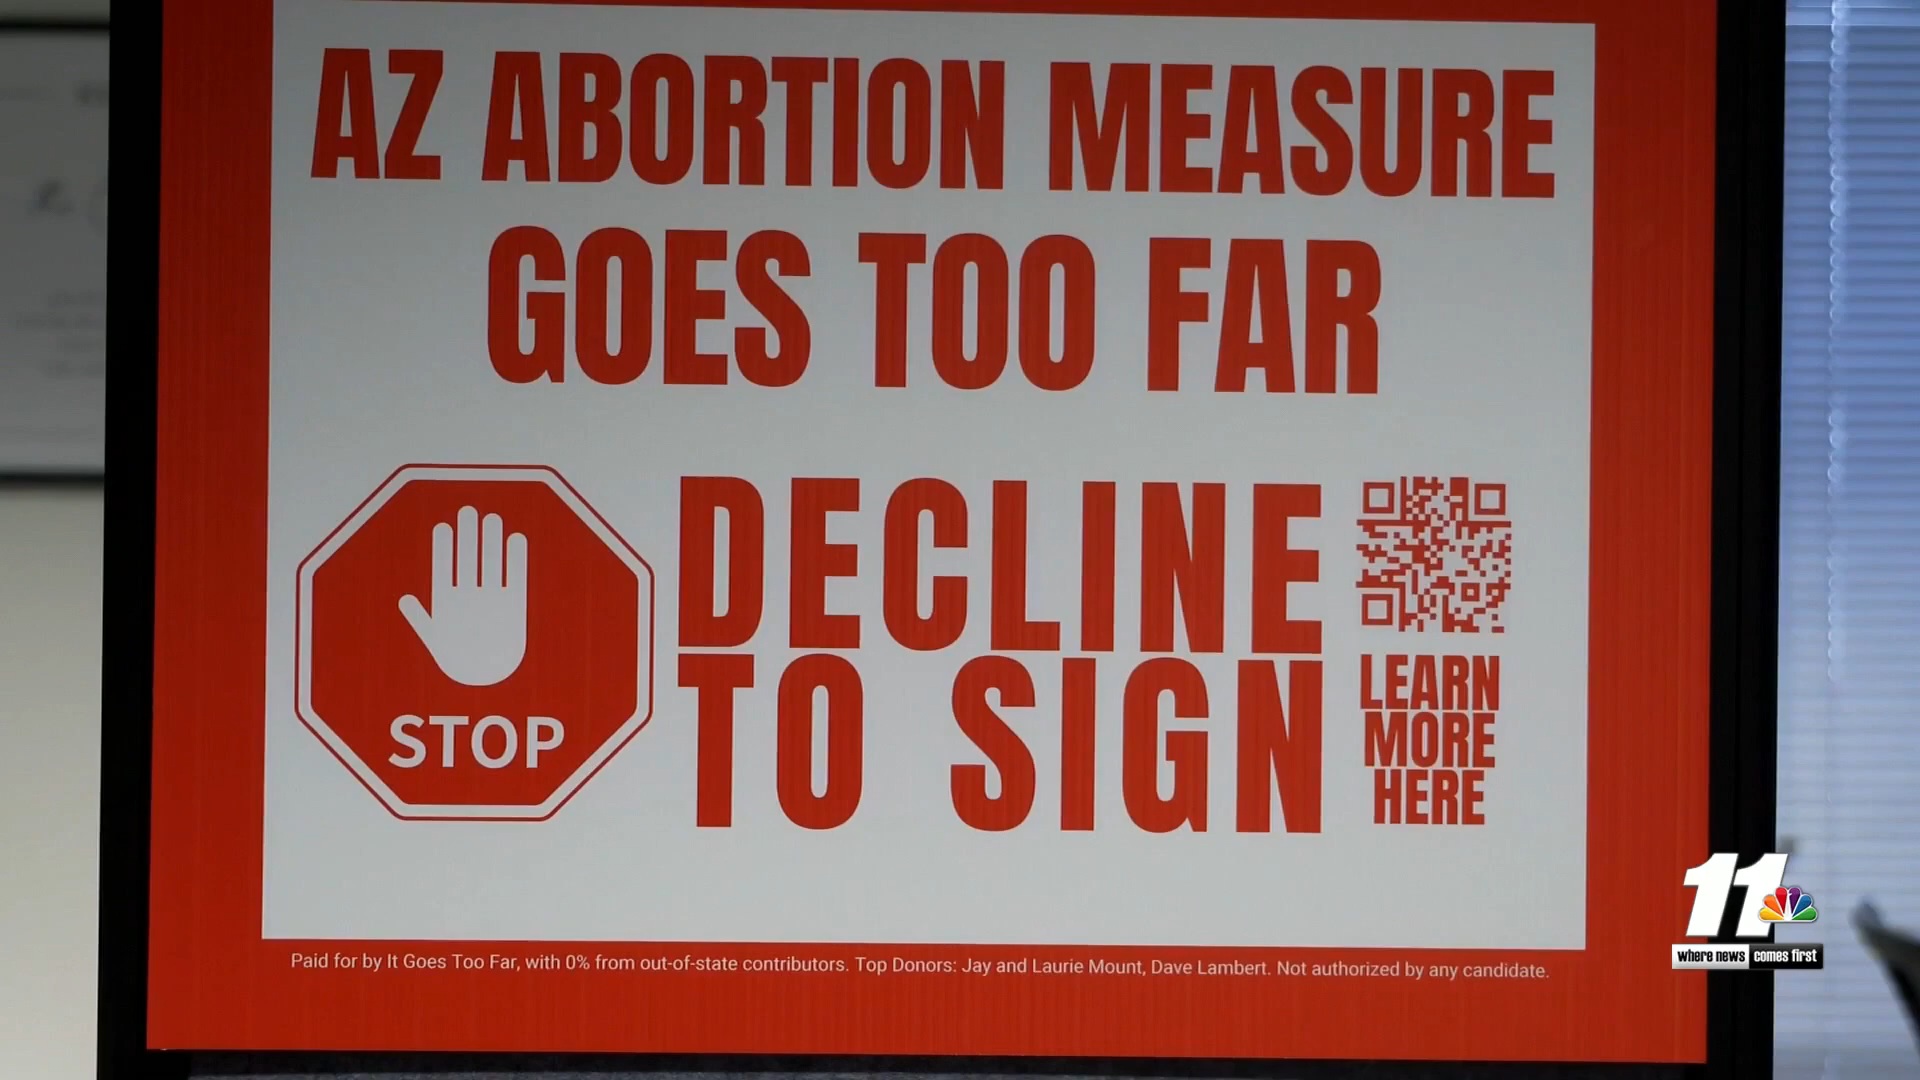 AZ ABORTION MEASURE
GOES TOO FAR
STOP
DECLINE
TO SIGN
LEARN
MORE
HERE
Paid for by It Goes Too Far, with 0% from out-of-state contributors. Top Donors: Jay and Laurie Mount, Dave Lambert. Not authorized by any candidate.
11
where news comes first